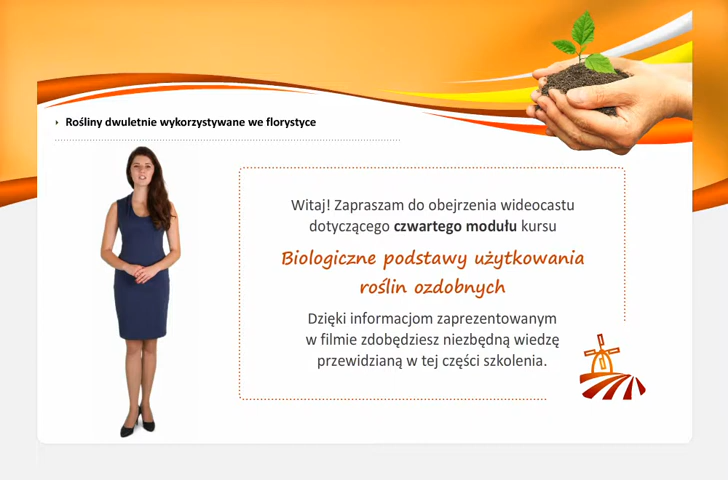 Rośliny dwuletnie wykorzystywane we florystyce
Witaj! Zapraszam do obejrzenia wideocastu
dotyczącego czwartego modułu kursu
Biologiczne podstawy użytkowania
roślin ozdobnych
Dzięki informacjom zaprezentowanym
w filmie zdobędziesz niezbędną wiedzę
przewidzianą w tej części szkolenia.